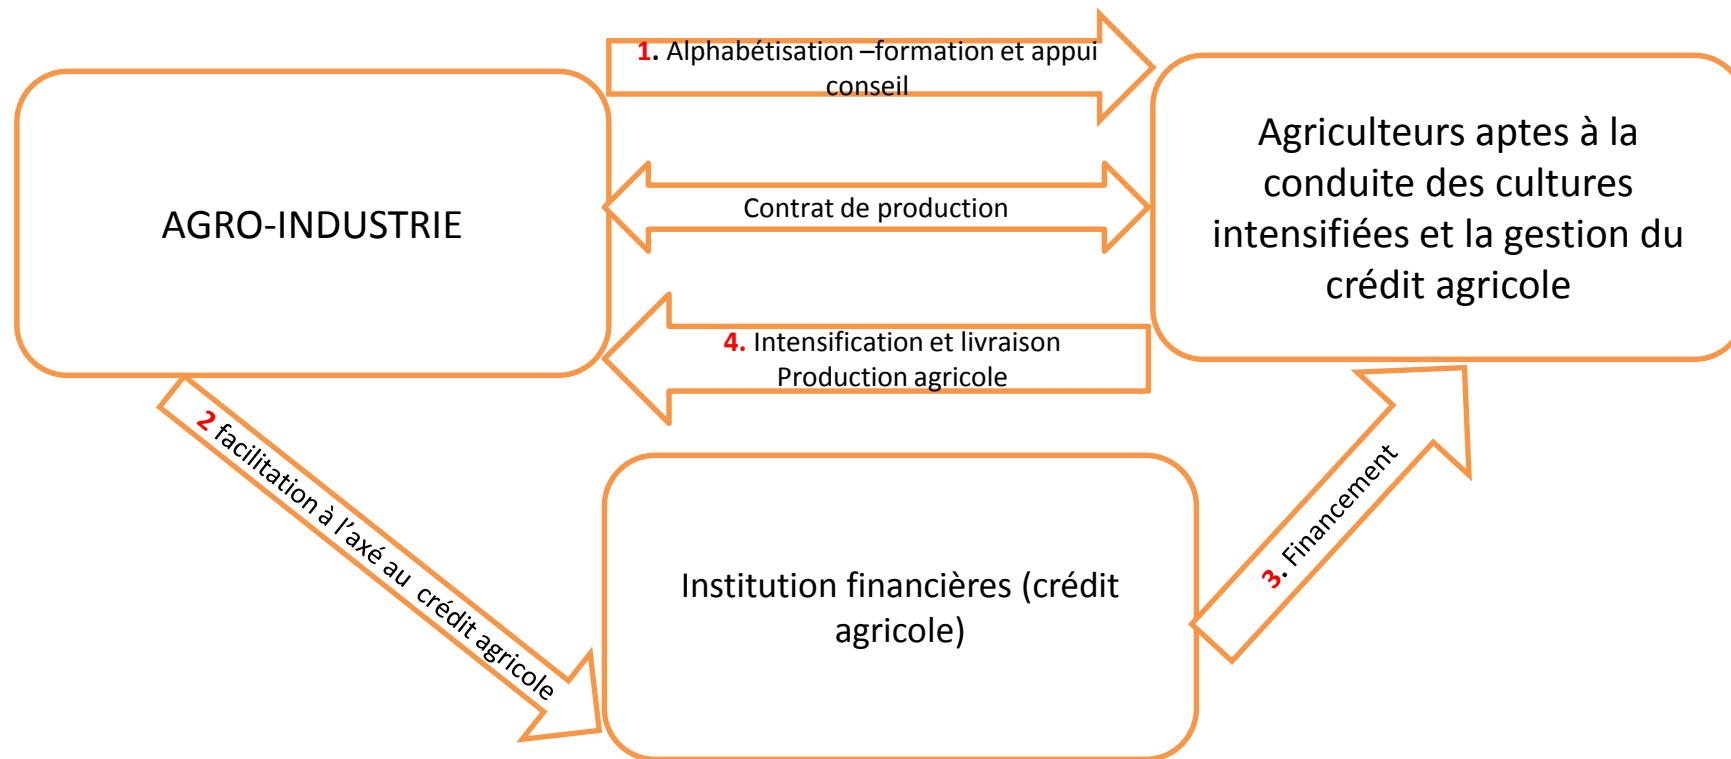 1. Alphabétisation –formation et appui
conseil
AGRO-INDUSTRIE
Contrat de production
Agriculteurs aptes à la
conduite des cultures
intensifiées et la gestion du
crédit agricole
4. Intensification et livraison
Production agricole
2 facilitation à l’axé au crédit agricole
Institution financières (crédit
agricole)
3. Financement